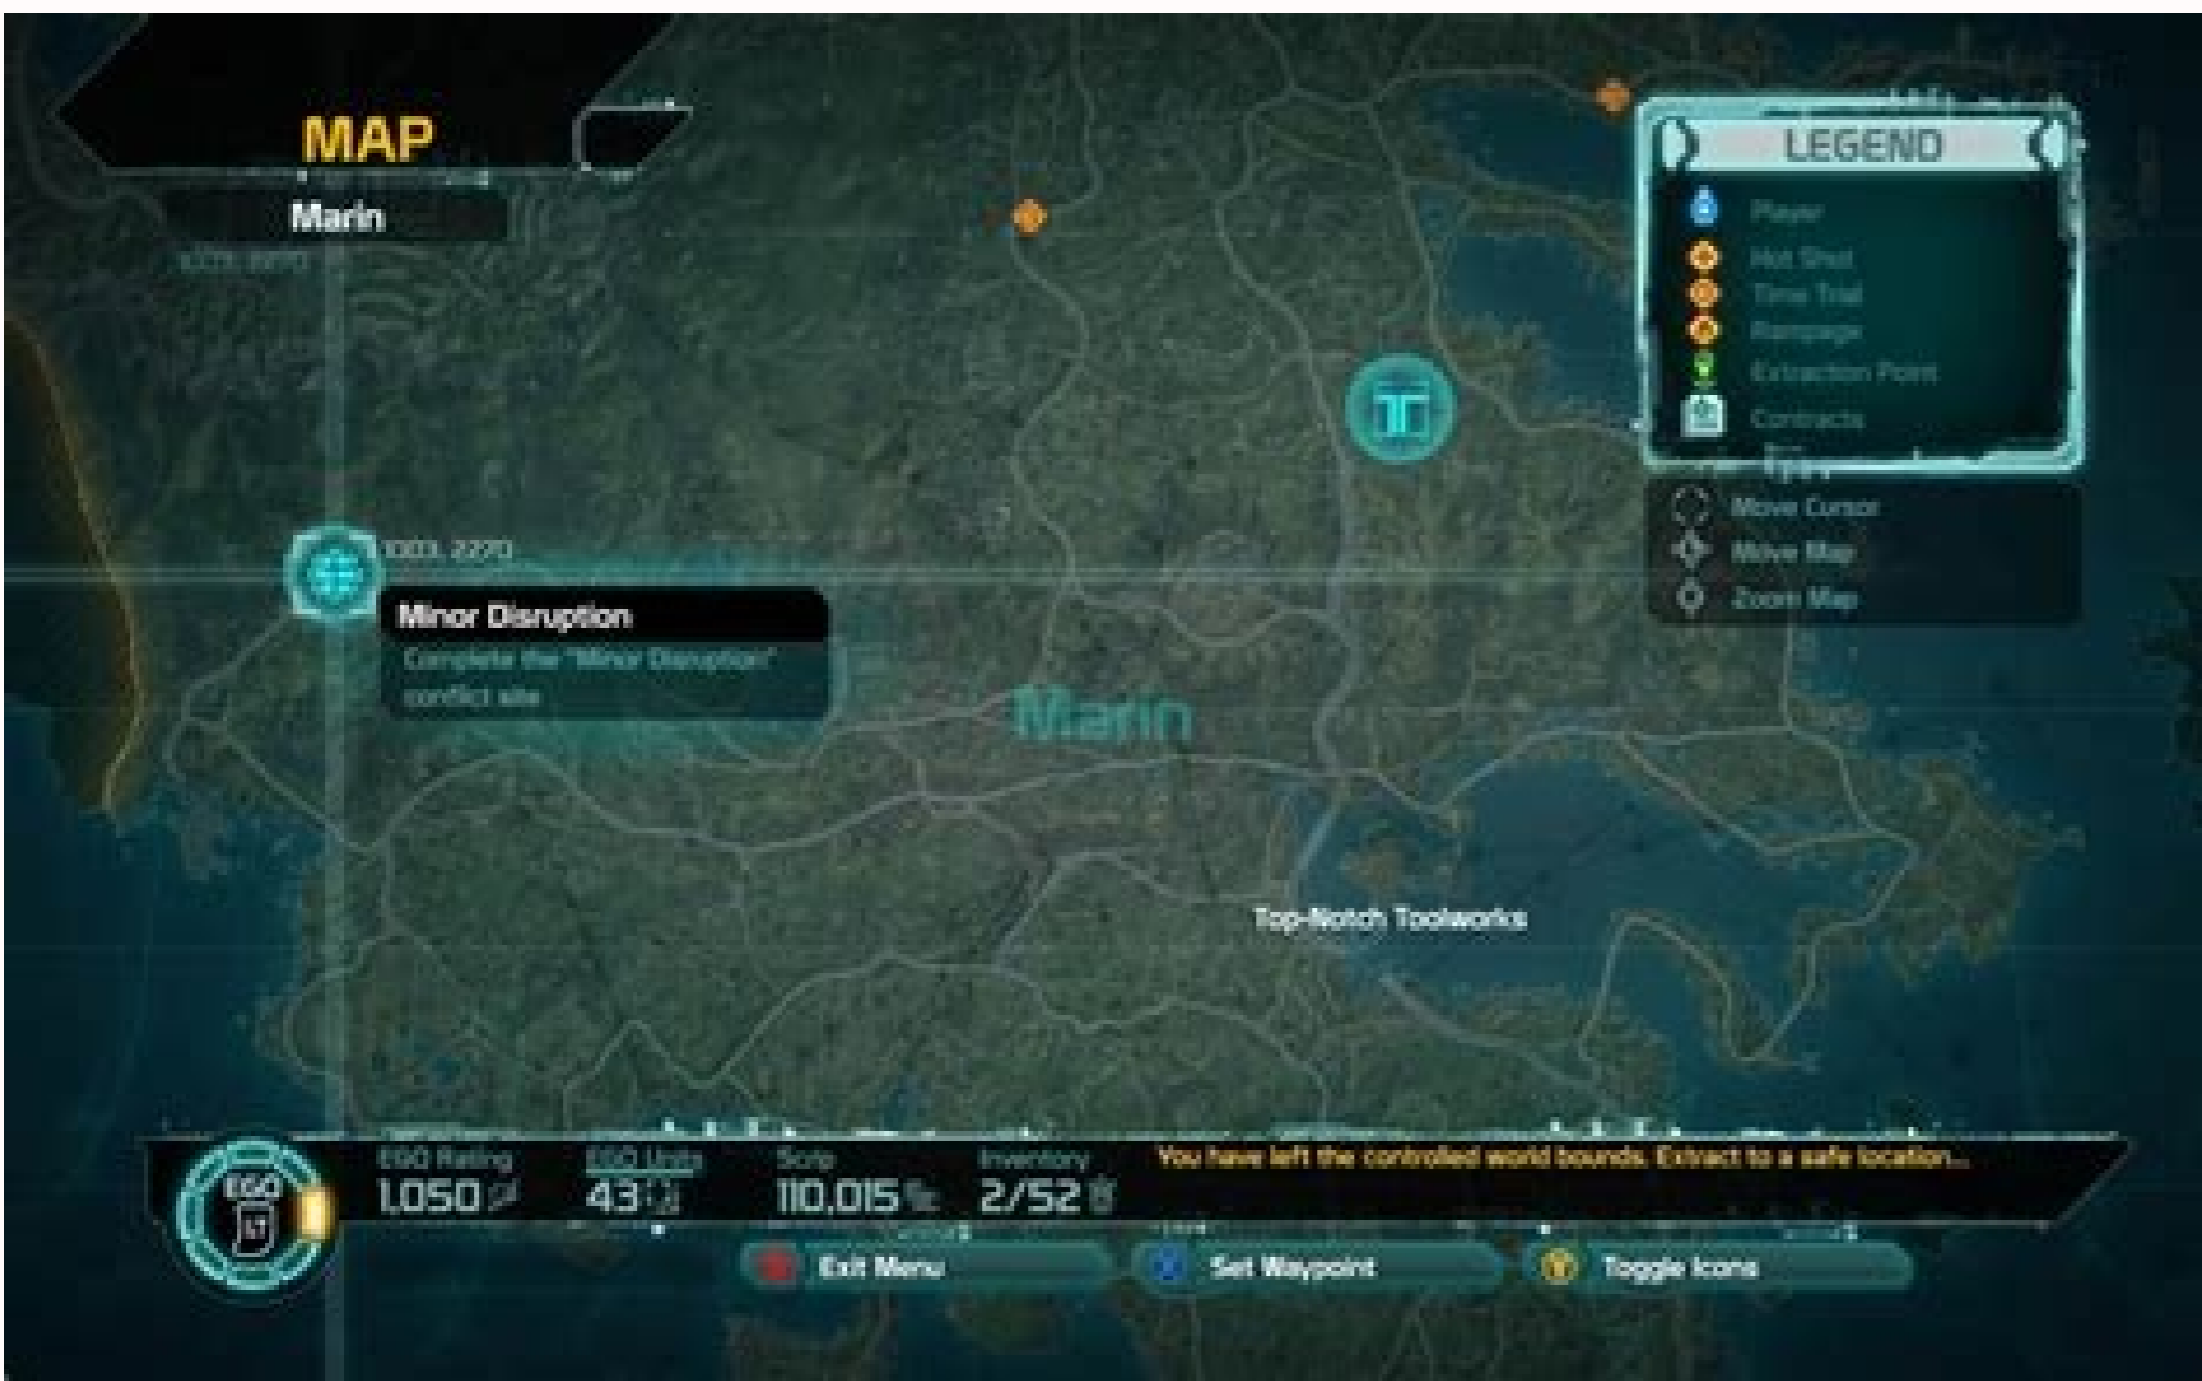 MAP
Marin
LEGEND
Player
Hot Shot
Time Trial
Rampage
Extraction Point
Contracts
Move Cursor
Move Map
Zoom Map
2270
Minor Disruption
Complete the "Minor Disruption"
conflict site
Marin
Top-Notch Toolworks
EGO Rating
1,050
EGO Units
43
Scrip
110,015
Inventory
2/52
You have left the controlled world bounds. Extract to a safe location...
EGO
LT
Exit Menu
Set Waypoint
Toggle Icons